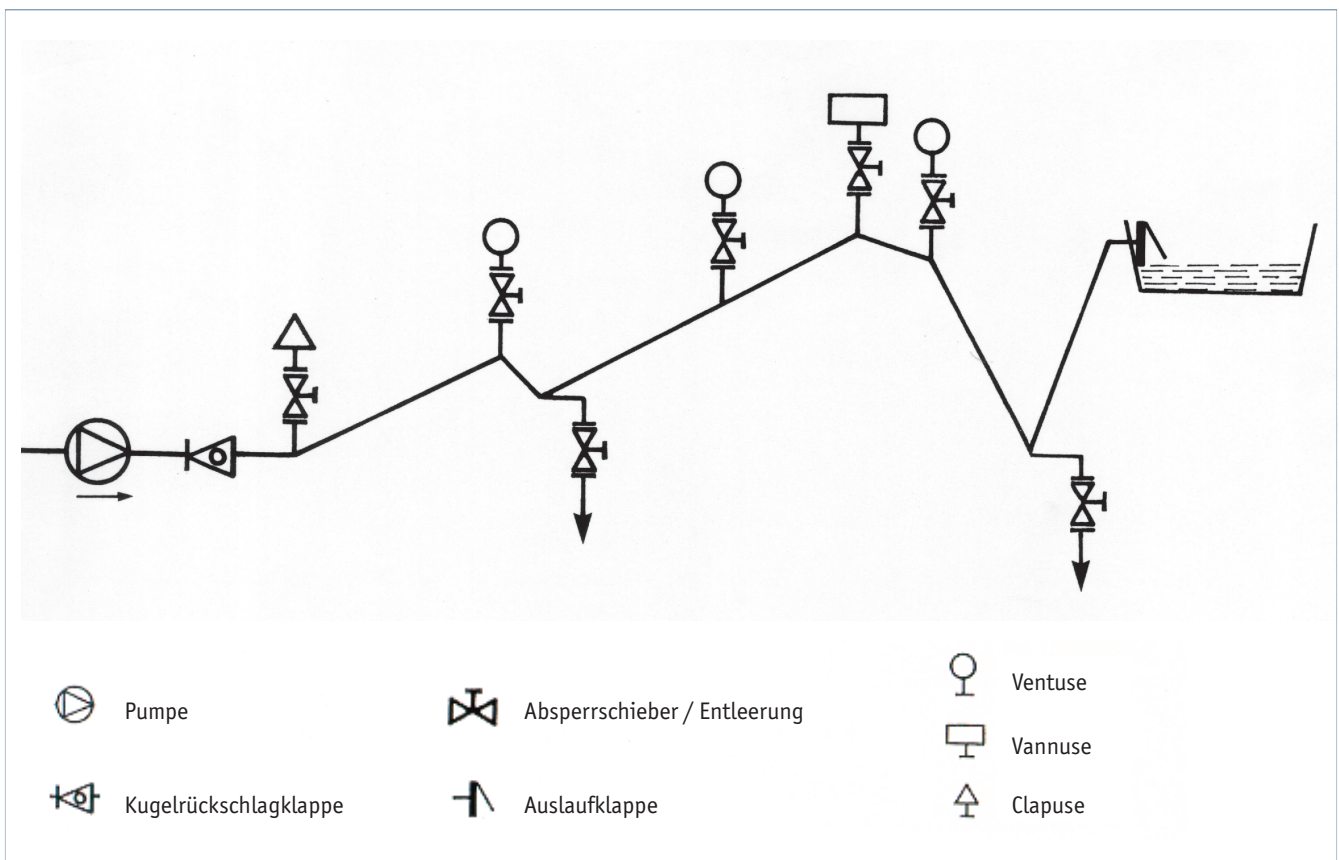 Pumpe
Kugelrückschlagklappe
Absperrschieber / Entleerung
Auslaufklappe
Ventuse
Vannuse
Clapuse